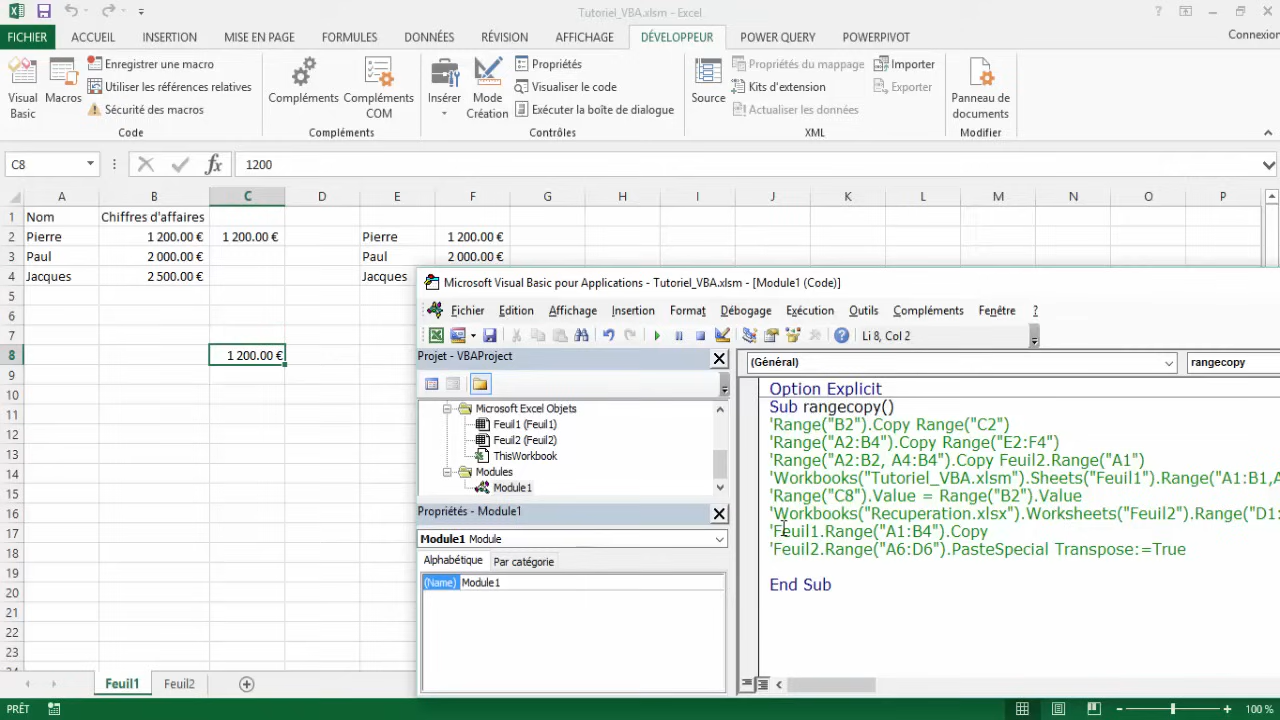 Tutoriel_VBA.xlsm - Excel
FICHIER ACCUEIL INSERTION MISE EN PAGE FORMULES DONNÉES RÉVISION AFFICHAGE DÉVELOPPEUR POWER QUERY POWERPIVOT Connexion
Visual Basic
Macros
Enregistrer une macro
Utiliser les références relatives
Sécurité des macros
Code
Compléments
Compléments COM
Compléments
Insérer
Mode Création
Propriétés
Visualiser le code
Exécuter la boîte de dialogue
Contrôles
Source
Propriétés du mappage
Kits d'extension
Actualiser les données
Importer
Exporter
XML
Panneau de documents
Modifier
C8 fx 1200
A B C D E F G H I J K L M N O P
1 Nom Chiffres d'affaires
2 Pierre 1 200.00 € 1 200.00 € Pierre 1 200.00 €
3 Paul 2 000.00 € Paul 2 000.00 €
4 Jacques 2 500.00 € Jacques
5
6
7
8 1 200.00 €
9
10
11
12
13
14
15
16
17
18
19
20
21
22
23
Microsoft Visual Basic pour Applications - Tutoriel_VBA.xlsm - [Module1 (Code)]
Fichier Edition Affichage Insertion Format Débogage Exécution Outils Compléments Fenêtre ?
Li 8, Col 2
Projet - VBAProject
Microsoft Excel Objets
Feuil1 (Feuil1)
Feuil2 (Feuil2)
ThisWorkbook
Modules
Module1
Propriétés - Module1
Module1 Module
Alphabétique Par catégorie
(Name) Module1
(Général) rangecopy
Option Explicit
Sub rangecopy()
'Range("B2").Copy Range("C2")
'Range("A2:B4").Copy Range("E2:F4")
'Range("A2:B2, A4:B4").Copy Feuil2.Range("A1")
'Workbooks("Tutoriel_VBA.xlsm").Sheets("Feuil1").Range("A1:B1,A
'Range("C8").Value = Range("B2").Value
'Workbooks("Recuperation.xlsx").Worksheets("Feuil2").Range("D1:
'Feuil1.Range("A1:B4").Copy
'Feuil2.Range("A6:D6").PasteSpecial Transpose:=True
End Sub
Feuil1 Feuil2
PRÊT 100 %